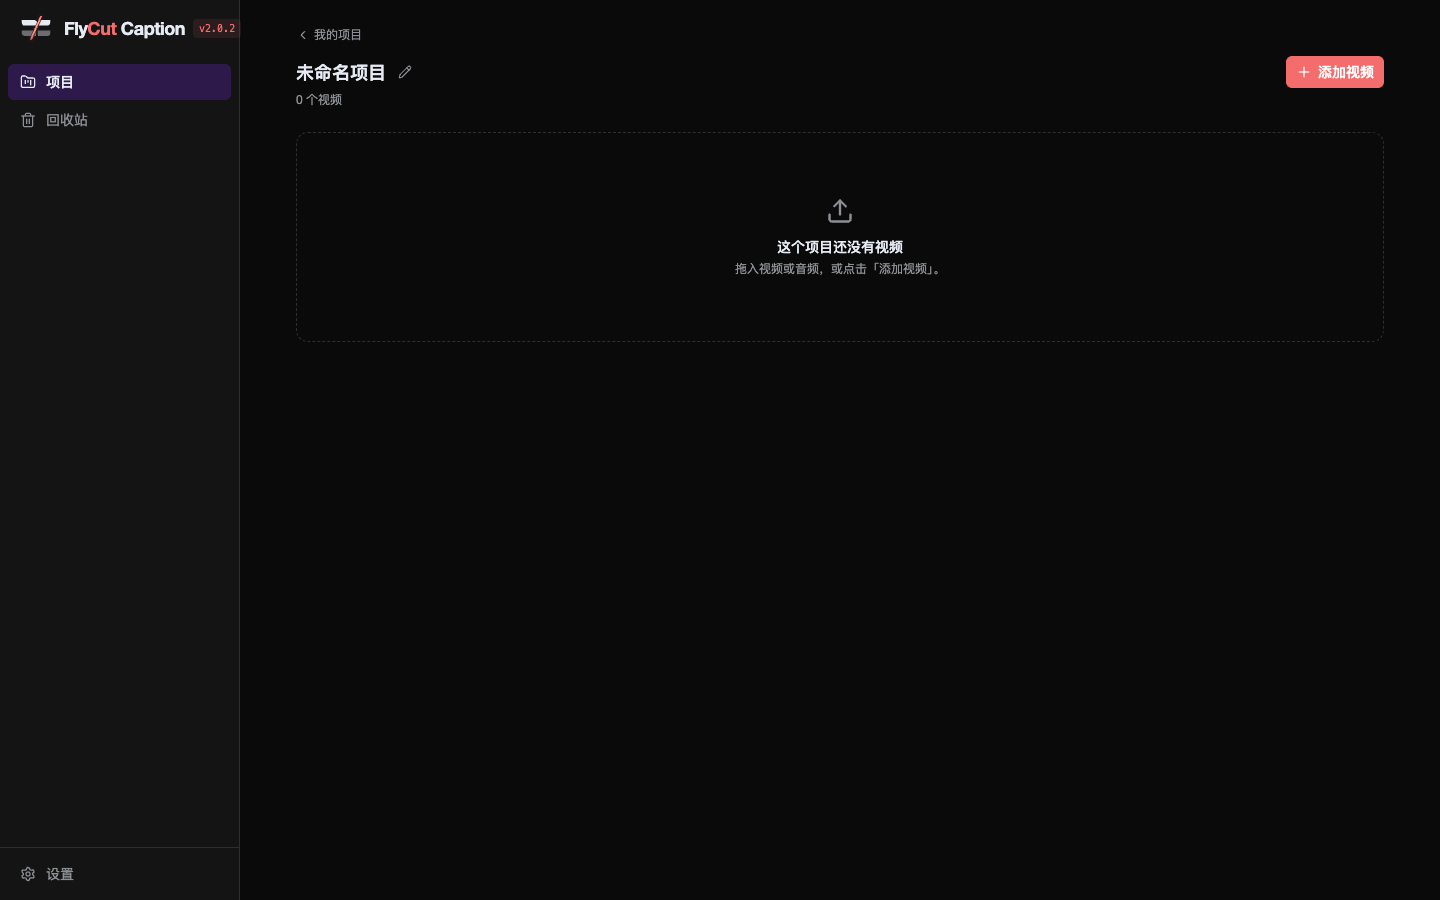 FlyCut Caption v2.0.2
项目
回收站
设置
我的项目
未命名项目
0 个视频
添加视频
这个项目还没有视频
拖入视频或音频，或点击「添加视频」。